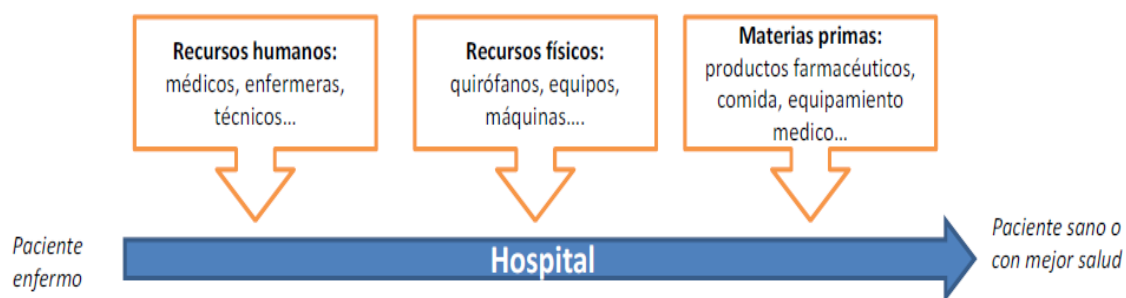 Recursos humanos:
médicos, enfermeras,
técnicos...
Recursos físicos:
quirófanos, equipos,
máquinas....
Materias primas:
productos farmacéuticos,
comida, equipamiento
medico...
Paciente
enfermo
Hospital
Paciente sano o
con mejor salud